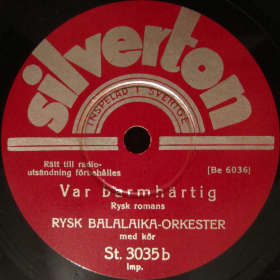 silverton
INSPELAD I SVERIGE
Rätt till radio-
utsändning förbehålles
[Be 6036]
Var barmhärtig
Rysk romans
RYSK BALALAIKA-ORKESTER
med kör
St. 3035 b
Imp.